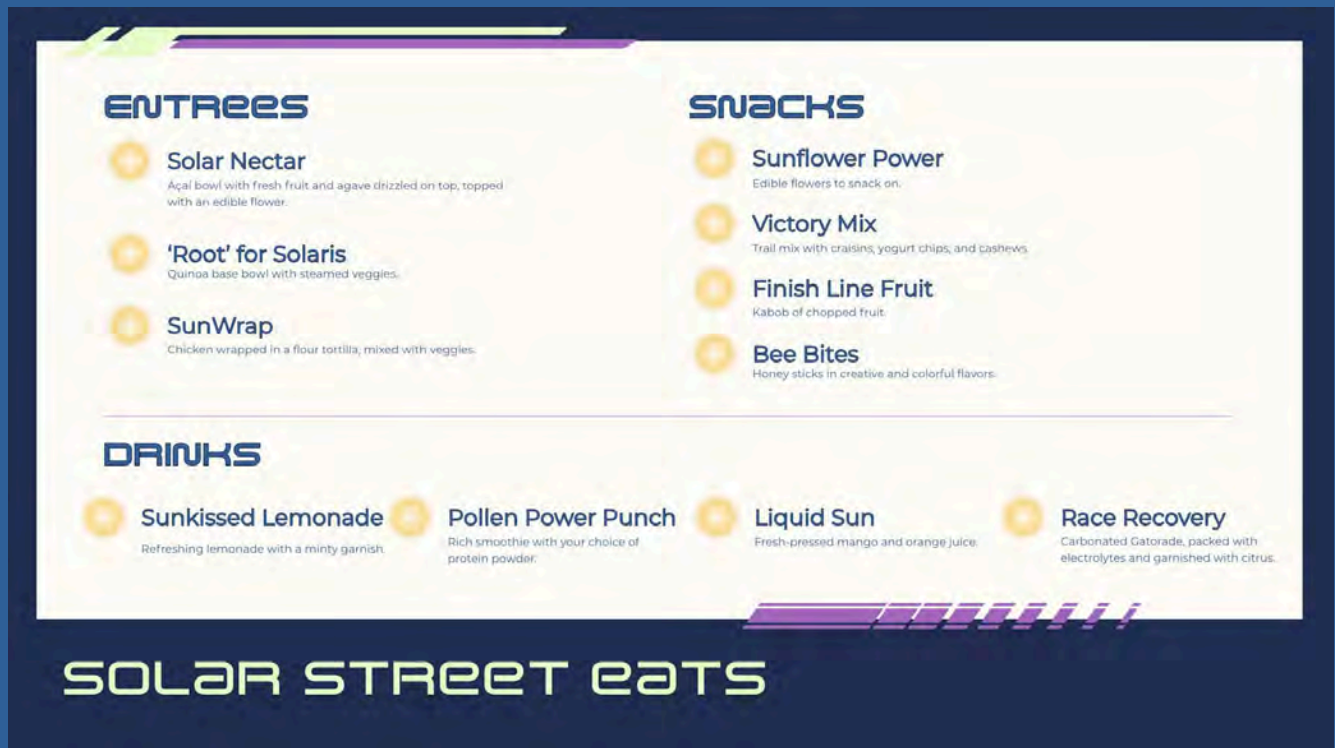 ENTREES
Solar Nectar
Açaí bowl with fresh fruit and agave drizzled on top, topped
with an edible flower.
'Root' for Solaris
Quinoa base bowl with steamed veggies.
SunWrap
Chicken wrapped in a flour tortilla, mixed with veggies.
SNACKS
Sunflower Power
Edible flowers to snack on.
Victory Mix
Trail mix with craisins, yogurt chips, and cashews.
Finish Line Fruit
Kabob of chopped fruit.
Bee Bites
Honey sticks in creative and colorful flavors.
DRINKS
Sunkissed Lemonade
Refreshing lemonade with a minty garnish.
Pollen Power Punch
Rich smoothie with your choice of
protein powder.
Liquid Sun
Fresh-pressed mango and orange juice.
Race Recovery
Carbonated Gatorade, packed with
electrolytes and garnished with citrus.
SOLAR STREET EATS